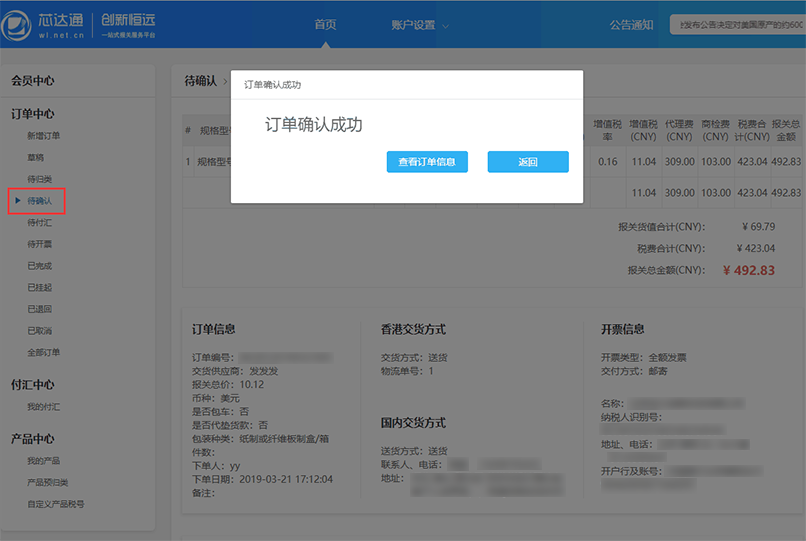 芯达通
wl.net.cn
创新恒远
一站式报关服务平台
首页
账户设置
公告通知
发布公告决定对美国原产的约600
会员中心
订单中心
新增订单
草稿
待归类
待确认
待付汇
待开票
已完成
已挂起
已退回
已取消
全部订单
付汇中心
我的付汇
产品中心
我的产品
产品预归类
自定义产品税号
待确认 >
订单确认成功
订单确认成功
查看订单信息
返回
# 规格型 增值税率 增值税(CNY) 代理费(CNY) 商检费(CNY) 税费合计(CNY) 报关总金额
1 规格型号 0.16 11.04 309.00 103.00 423.04 492.83
11.04 309.00 103.00 423.04 492.83
报关货值合计(CNY): ¥ 69.79
税费合计(CNY): ¥ 423.04
报关总金额(CNY): ¥ 492.83
订单信息
订单编号:
交货供应商: 发发发
报关总价: 10.12
币种: 美元
是否包车: 否
是否代垫货款: 否
包装种类: 纸制或纤维板制盒/箱
件数:
下单人: yy
下单日期: 2019-03-21 17:12:04
备注:
香港交货方式
交货方式: 送货
物流单号: 1
国内交货方式
送货方式: 送货
联系人、电话:
地址:
开票信息
开票类型: 全额发票
交付方式: 邮寄
名称:
纳税人识别号:
地址、电话:
开户行及账号: